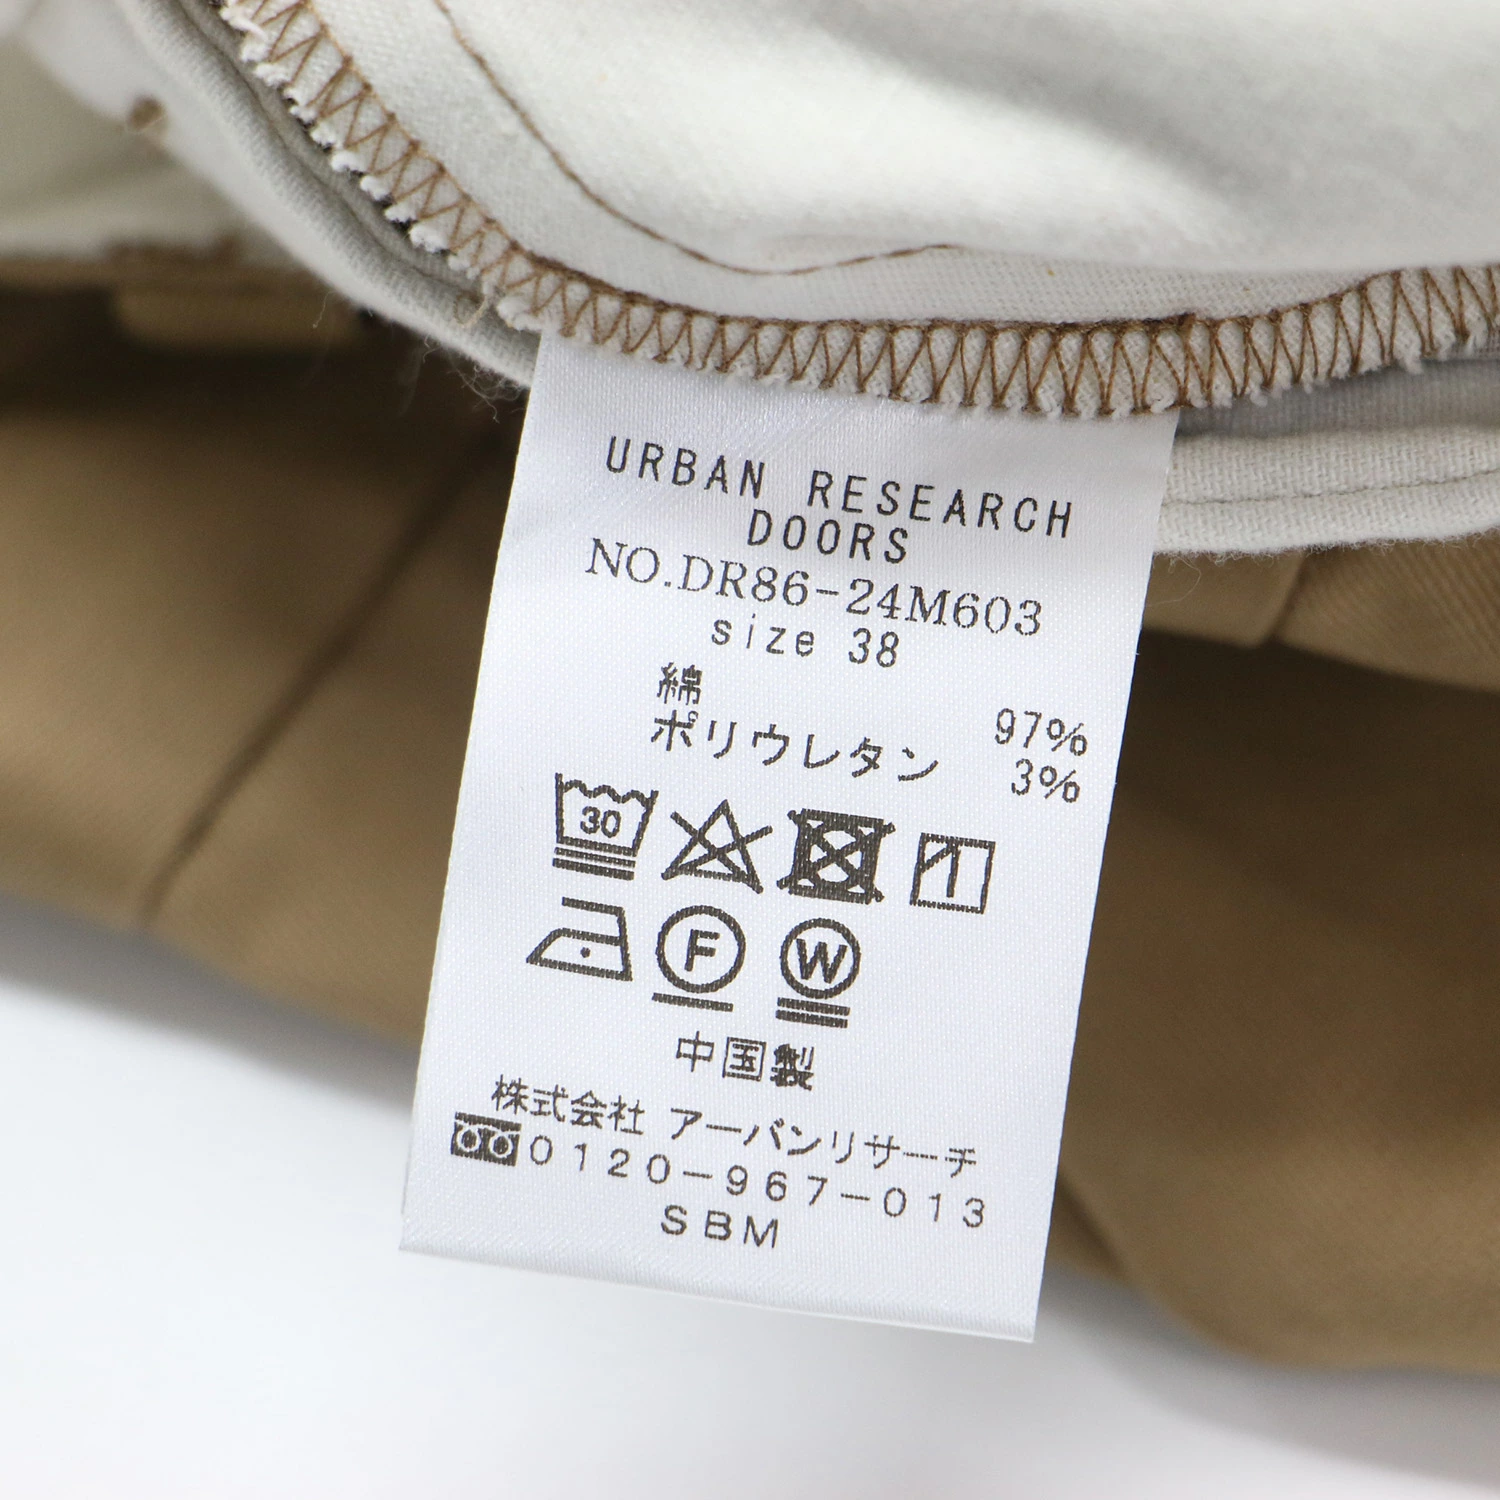 URBAN RESEARCH
DOORS
NO.DR86-24M603
size 38
綿 97%
ポリウレタン 3%
30
F W
中国製
株式会社 アーバンリサーチ
0120-967-013
SBM